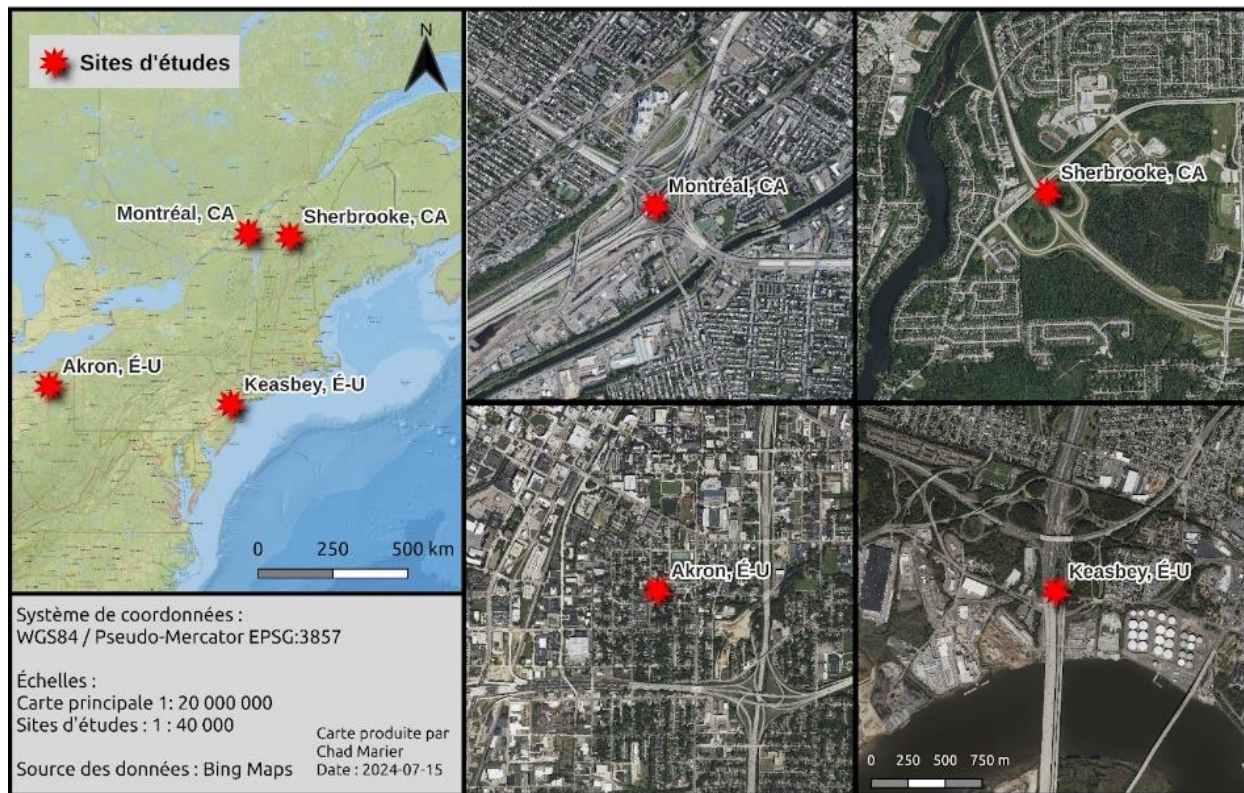 Sites d'études
N
Montréal, CA
Sherbrooke, CA
Akron, É-U
Keasbey, É-U
0 250 500 km
Système de coordonnées :
WGS84 / Pseudo-Mercator EPSG:3857
Échelles :
Carte principale 1: 20 000 000
Sites d'études : 1 : 40 000
Source des données : Bing Maps
Carte produite par
Chad Marier
Date : 2024-07-15
Montréal, CA
Sherbrooke, CA
Akron, É-U
Keasbey, É-U
0 250 500 750 m